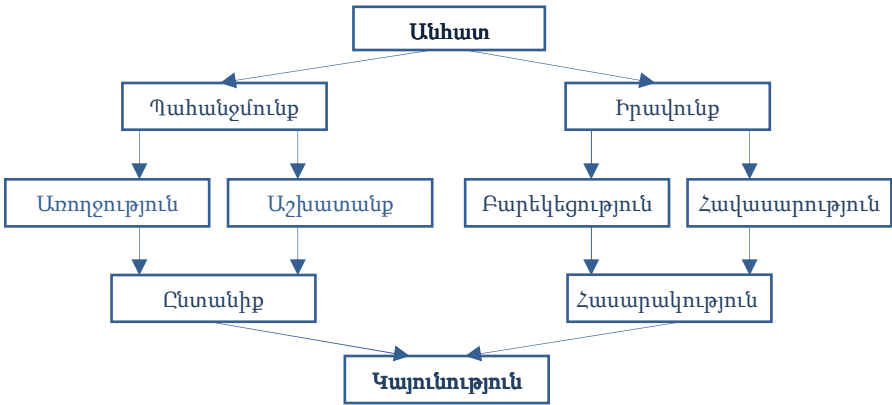 Անհատ
Պահանջմունք
Իրավունք
Առողջություն
Աշխատանք
Բարեկեցություն
Հավասարություն
Ընտանիք
Հասարակություն
Կայունություն